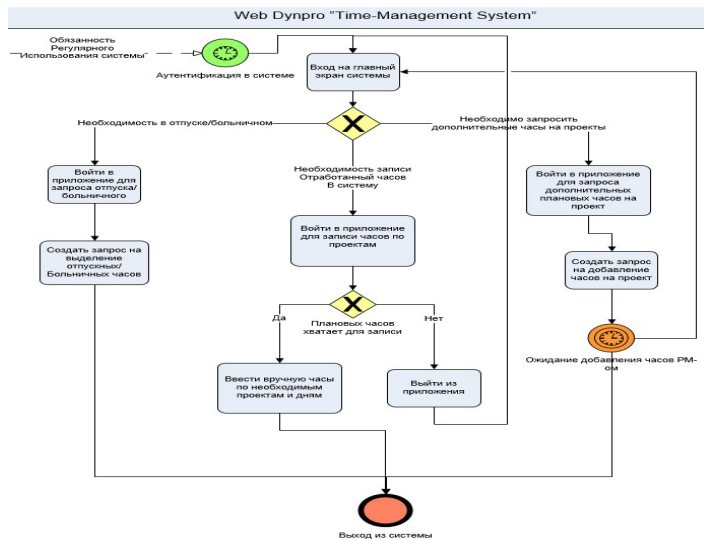 Web Dynpro "Time-Management System"
Обязанность
Регулярного
Использования системы
Аутентификация в системе
Вход на главный
экран системы
Необходимость в отпуске/больничном
Необходимо запросить
дополнительные часы на проекты
Необходимость записи
Отработанный часов
В систему
Войти в
приложение для
запроса отпуска/
больничного
Войти в приложение
для запроса
дополнительных
плановых часов на
проект
Войти в приложение
для записи часов по
проектам
Создать запрос на
выделение
отпускных/
Больничных часов
Создать запрос
на добавление
часов на проект
Да
Плановых часов
хватает для записи
Нет
Ожидание добавления часов PM-
ом
Ввести вручную часы
по необходимым
проектам и дням
Выйти из
приложения
Выход из системы